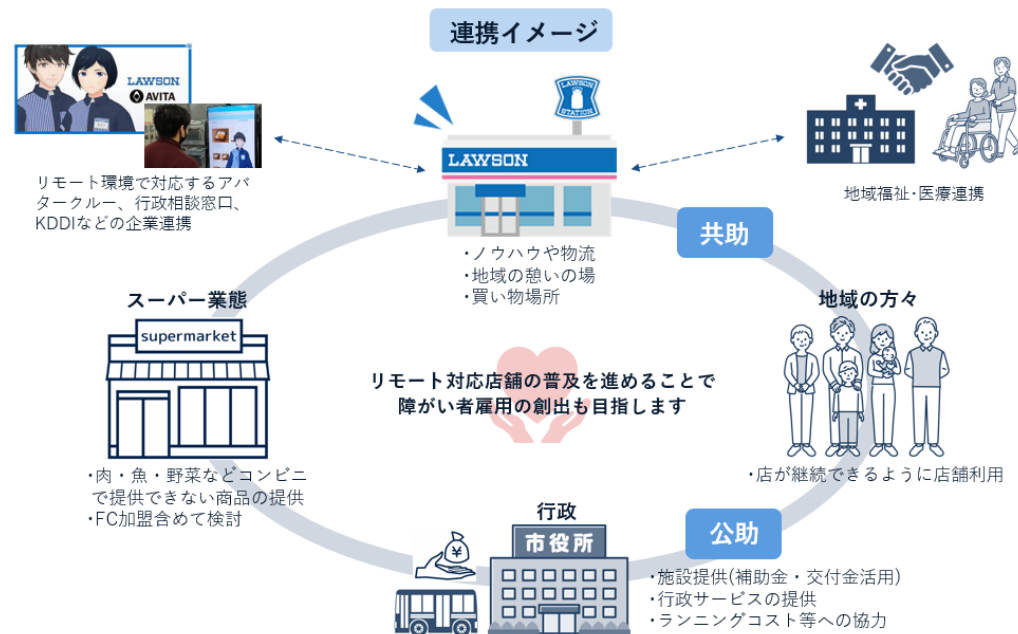 連携イメージ
LAWSON
AVITA
LAWSON
STATION
LAWSON
リモート環境で対応するアバ
タークルー、行政相談窓口、
KDDIなどの企業連携
地域福祉・医療連携
共助
・ノウハウや物流
・地域の憩いの場
・買い物場所
スーパー業態
supermarket
地域の方々
リモート対応店舗の普及を進めることで
障がい者雇用の創出も目指します
・肉・魚・野菜などコンビニ
で提供できない商品の提供
・FC加盟含めて検討
・店が継続できるように店舗利用
行政
市役所
¥
公助
・施設提供(補助金・交付金活用)
・行政サービスの提供
・ランニングコスト等への協力